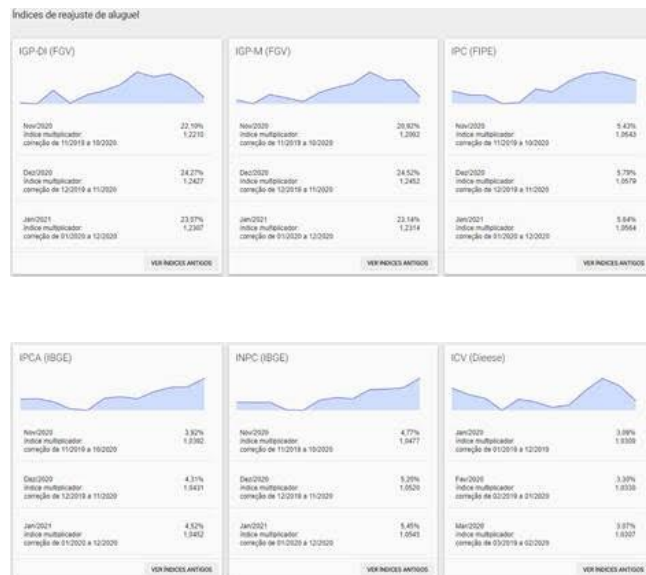 Índices de reajuste de aluguel
IGP-DI (FGV)
Nov/2020 22,10%
índice multiplicador 1,2210
correção de 11/2019 a 10/2020
Dez/2020 24,27%
índice multiplicador 1,2427
correção de 12/2019 a 11/2020
Jan/2021 23,07%
índice multiplicador 1,2307
correção de 01/2020 a 12/2020
VER ÍNDICES ANTIGOS
IGP-M (FGV)
Nov/2020 20,92%
índice multiplicador 1,2092
correção de 11/2019 a 10/2020
Dez/2020 24,52%
índice multiplicador 1,2452
correção de 12/2019 a 11/2020
Jan/2021 23,14%
índice multiplicador 1,2314
correção de 01/2020 a 12/2020
VER ÍNDICES ANTIGOS
IPC (FIPE)
Nov/2020 5,43%
índice multiplicador 1,0543
correção de 11/2019 a 10/2020
Dez/2020 5,79%
índice multiplicador 1,0579
correção de 12/2019 a 11/2020
Jan/2021 5,64%
índice multiplicador 1,0564
correção de 01/2020 a 12/2020
VER ÍNDICES ANTIGOS
IPCA (IBGE)
Nov/2020 3,92%
índice multiplicador 1,0392
correção de 11/2019 a 10/2020
Dez/2020 4,31%
índice multiplicador 1,0431
correção de 12/2019 a 11/2020
Jan/2021 4,52%
índice multiplicador 1,0452
correção de 01/2020 a 12/2020
VER ÍNDICES ANTIGOS
INPC (IBGE)
Nov/2020 4,77%
índice multiplicador 1,0477
correção de 11/2019 a 10/2020
Dez/2020 5,20%
índice multiplicador 1,0520
correção de 12/2019 a 11/2020
Jan/2021 5,45%
índice multiplicador 1,0545
correção de 01/2020 a 12/2020
VER ÍNDICES ANTIGOS
ICV (Dieese)
Jan/2020 3,09%
índice multiplicador 1,0309
correção de 01/2019 a 12/2019
Fev/2020 3,30%
índice multiplicador 1,0330
correção de 02/2019 a 01/2020
Mar/2020 3,07%
índice multiplicador 1,0307
correção de 03/2019 a 02/2020
VER ÍNDICES ANTIGOS